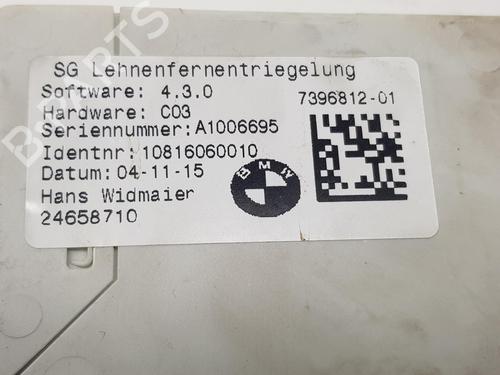 SG Lehnenfernentriegelung
Software: 4.3.0
7396812-01
Hardware: C03
Seriennummer:A1006695
Identnr:10816060010
Datum:04-11-15
BMW
Hans Widmaier
24658710
BPARTS